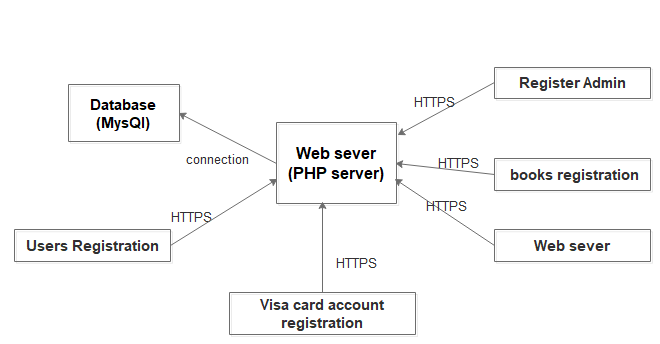 Register Admin
HTTPS
Database
(MysQl)
Web sever
(PHP server)
connection
HTTPS
books registration
HTTPS
HTTPS
Users Registration
Web sever
HTTPS
Visa card account
registration